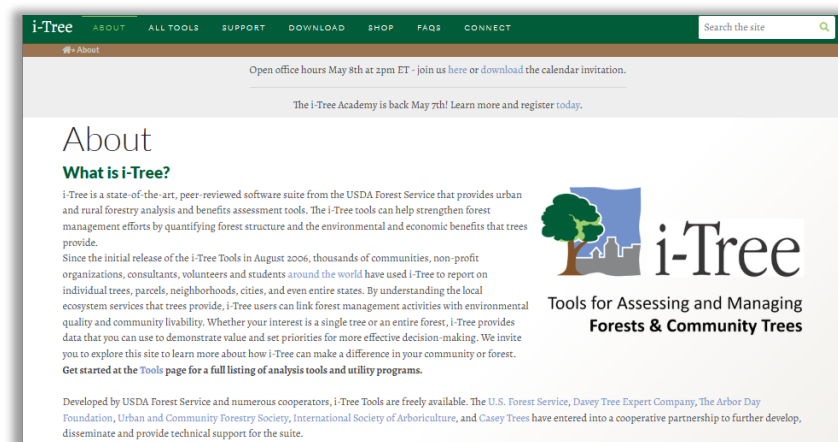 i-Tree ABOUT ALL TOOLS SUPPORT DOWNLOAD SHOP FAQS CONNECT Search the site
» About
Open office hours May 8th at 2pm ET - join us here or download the calendar invitation.
The i-Tree Academy is back May 7th! Learn more and register today.
About
What is i-Tree?
i-Tree is a state-of-the-art, peer-reviewed software suite from the USDA Forest Service that provides urban
and rural forestry analysis and benefits assessment tools. The i-Tree tools can help strengthen forest
management efforts by quantifying forest structure and the environmental and economic benefits that trees
provide.
Since the initial release of the i-Tree Tools in August 2006, thousands of communities, non-profit
organizations, consultants, volunteers and students around the world have used i-Tree to report on
individual trees, parcels, neighborhoods, cities, and even entire states. By understanding the local
ecosystem services that trees provide, i-Tree users can link forest management activities with environmental
quality and community livability. Whether your interest is a single tree or an entire forest, i-Tree provides
data that you can use to demonstrate value and set priorities for more effective decision-making. We invite
you to explore this site to learn more about how i-Tree can make a difference in your community or forest.
Get started at the Tools page for a full listing of analysis tools and utility programs.
i-Tree
Tools for Assessing and Managing
Forests & Community Trees
Developed by USDA Forest Service and numerous cooperators, i-Tree Tools are freely available. The U.S. Forest Service, Davey Tree Expert Company, The Arbor Day
Foundation, Urban and Community Forestry Society, International Society of Arboriculture, and Casey Trees have entered into a cooperative partnership to further develop,
disseminate and provide technical support for the suite.